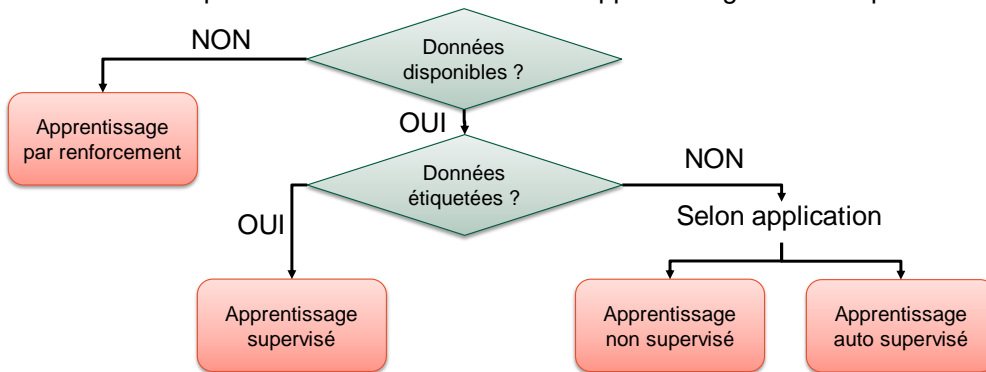 NON
Données
disponibles ?
Apprentissage
par renforcement
OUI
Données
étiquetées ?
NON
OUI
Selon application
Apprentissage
supervisé
Apprentissage
non supervisé
Apprentissage
auto supervisé